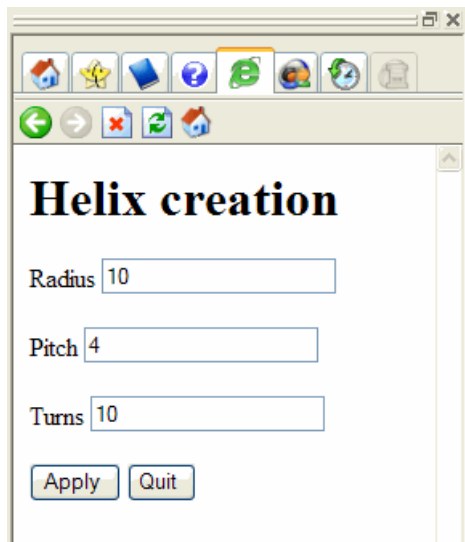 Helix creation
Radius 10
Pitch 4
Turns 10
Apply Quit